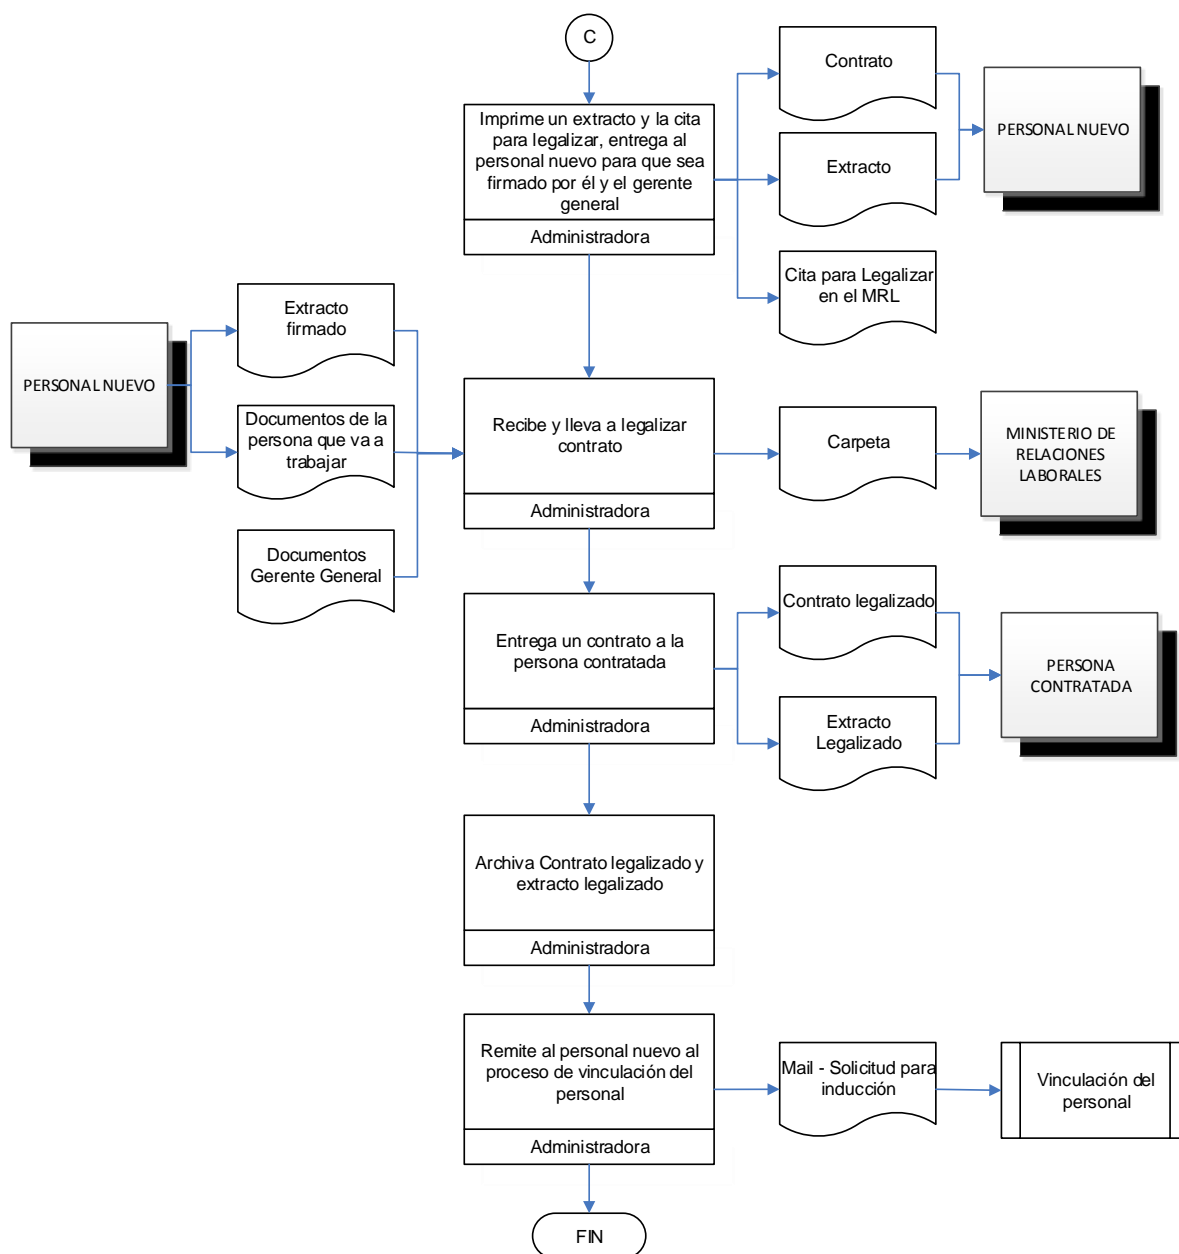 C
Imprime un extracto y la cita
para legalizar, entrega al
personal nuevo para que sea
firmado por él y el gerente
general
Administradora
Contrato
Extracto
Cita para Legalizar
en el MRL
PERSONAL NUEVO
PERSONAL NUEVO
Extracto
firmado
Documentos de la
persona que va a
trabajar
Documentos
Gerente General
Recibe y lleva a legalizar
contrato
Administradora
Carpeta
MINISTERIO DE
RELACIONES
LABORALES
Entrega un contrato a la
persona contratada
Administradora
Contrato legalizado
Extracto
Legalizado
PERSONA
CONTRATADA
Archiva Contrato legalizado y
extracto legalizado
Administradora
Remite al personal nuevo al
proceso de vinculación del
personal
Administradora
Mail - Solicitud para
inducción
Vinculación del
personal
FIN